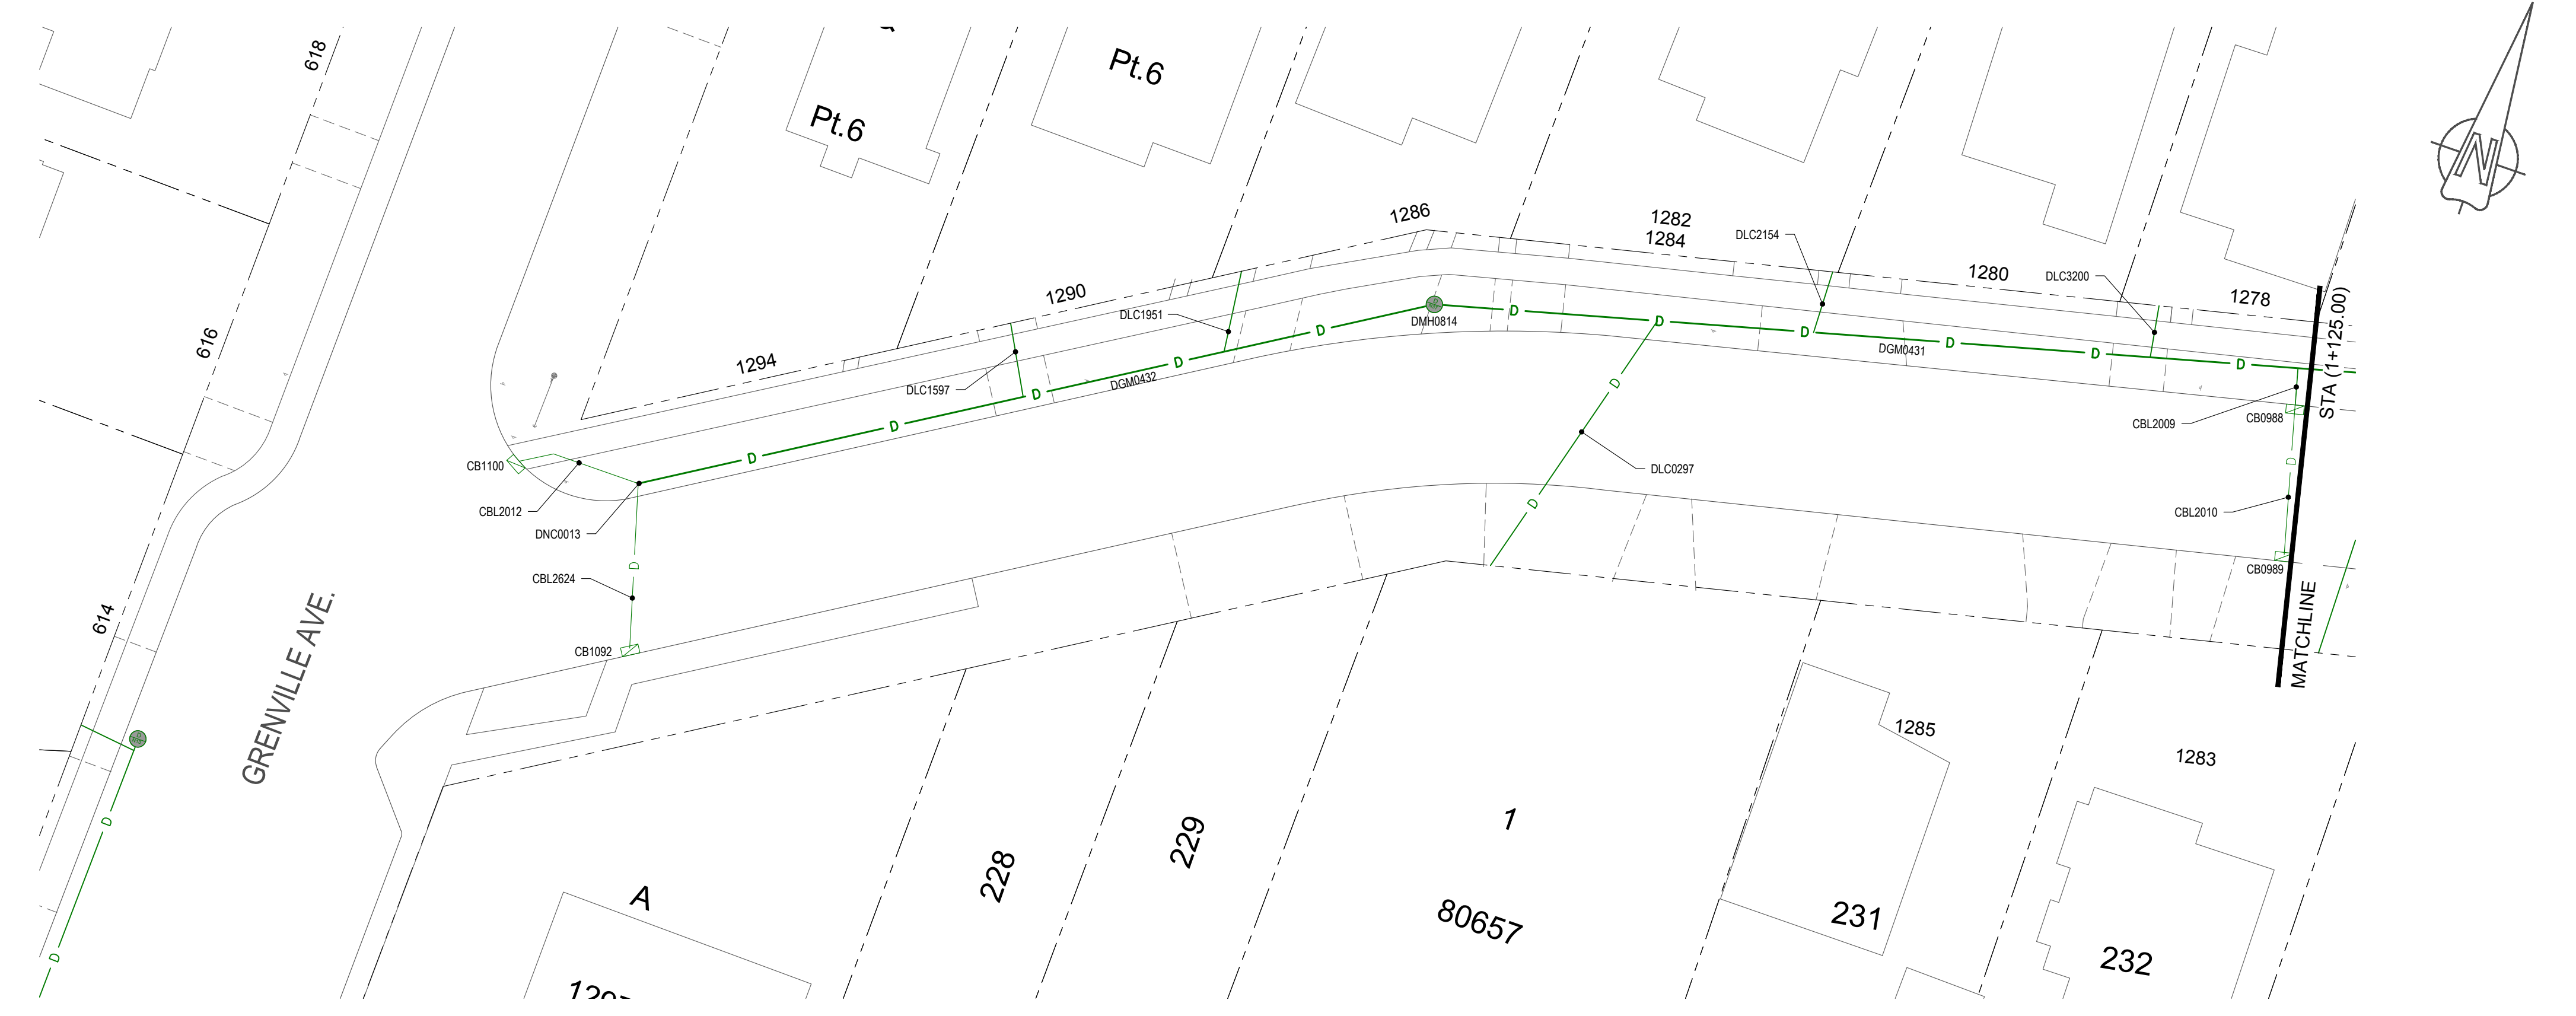 618
Pt.6
Pt.6
N
1286
1282
1284
DLC2154
1280
DLC3200
1278
1290
DLC1951
DMH0814
DGM0431
STA (1+125.00)
616
1294
DLC1597
DGM0432
CBL2009
CB0988
D
D
D
D
D
D
D
D
D
D
D
CB1100
CBL2012
DNC0013
D
D
DLC0297
D
CBL2010
CB0989
CBL2624
D
CB1092
MATCHLINE
614
GRENVILLE AVE.
1285
1283
D
D
228
229
1
80657
A
231
232